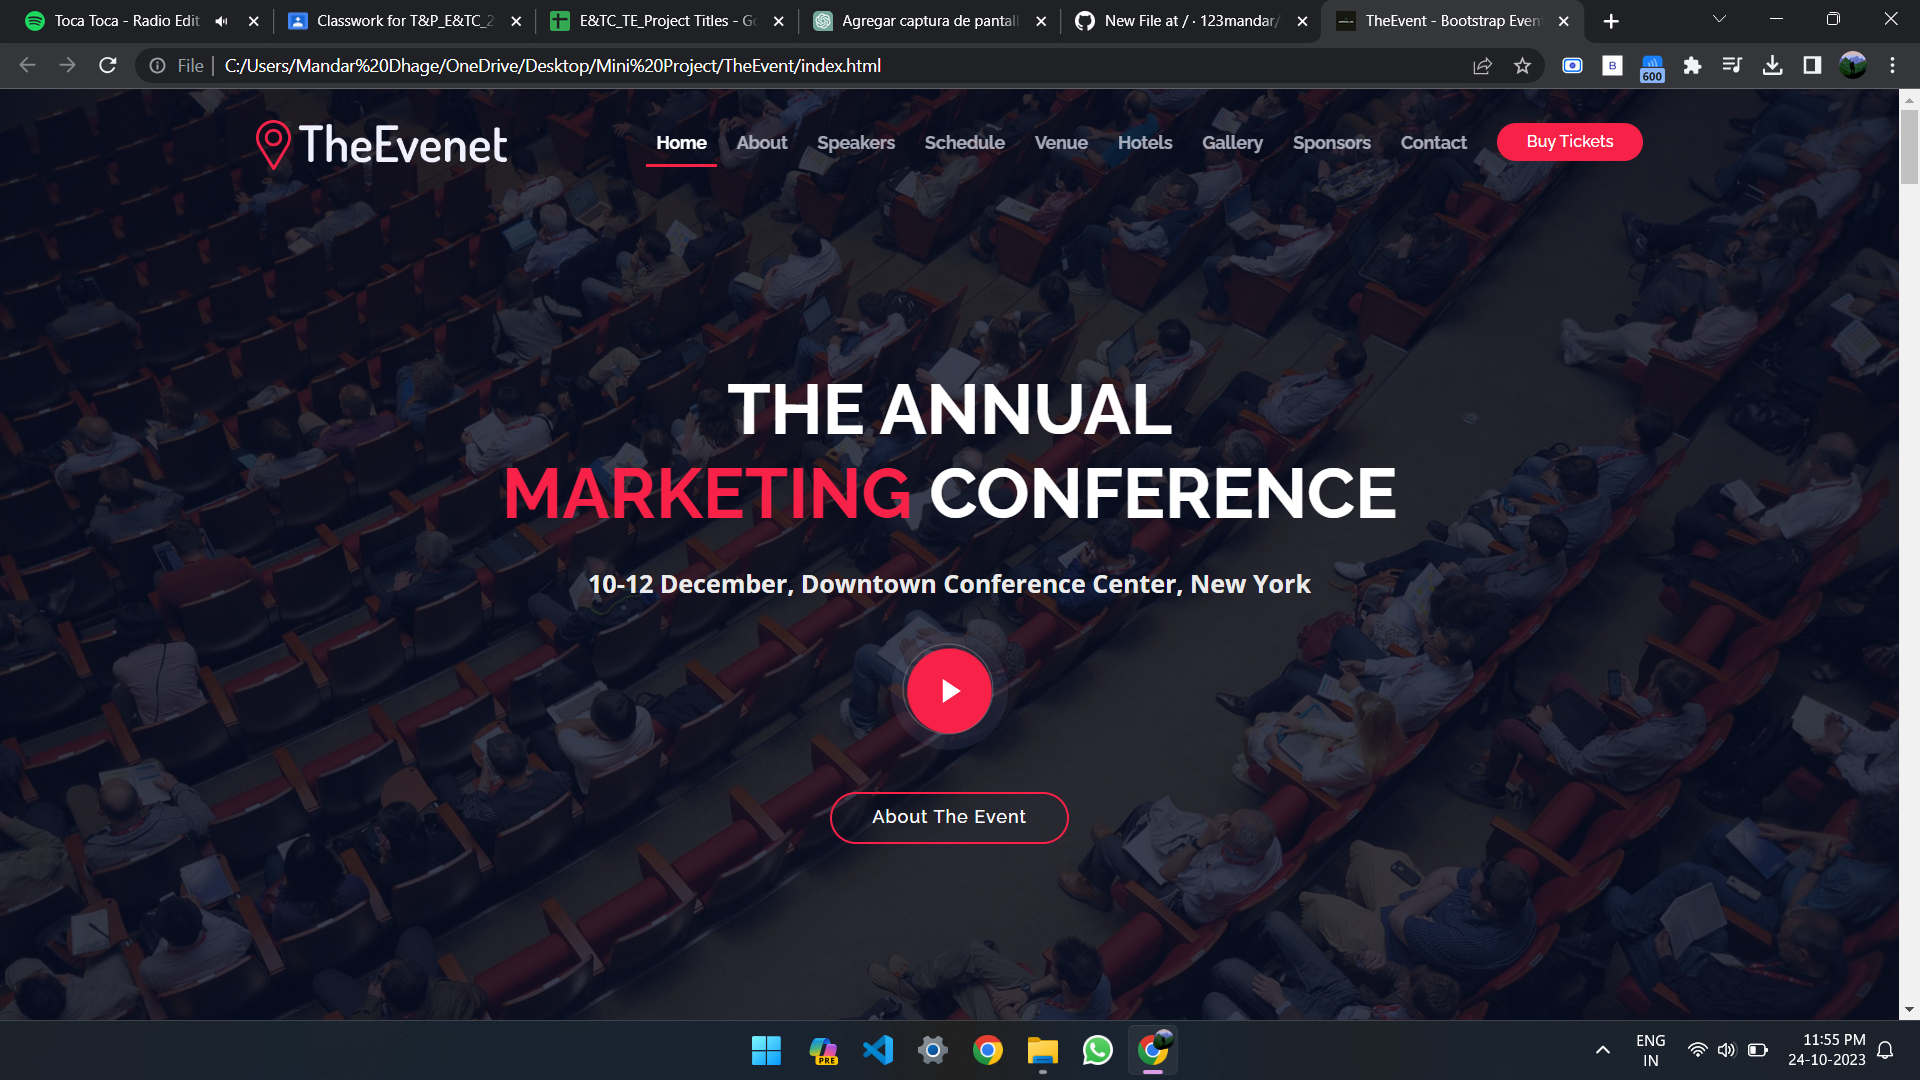 Toca Toca - Radio Edit
Classwork for T&P_E&TC_2
E&TC_TE_Project Titles - Go
Agregar captura de pantall
New File at / · 123mandar/
TheEvent - Bootstrap Even
File
C:/Users/Mandar%20Dhage/OneDrive/Desktop/Mini%20Project/TheEvent/index.html
B
600
TheEvenet
Home
About
Speakers
Schedule
Venue
Hotels
Gallery
Sponsors
Contact
Buy Tickets
THE ANNUAL
MARKETING CONFERENCE
10-12 December, Downtown Conference Center, New York
About The Event
PRE
ENG
IN
11:55 PM
24-10-2023